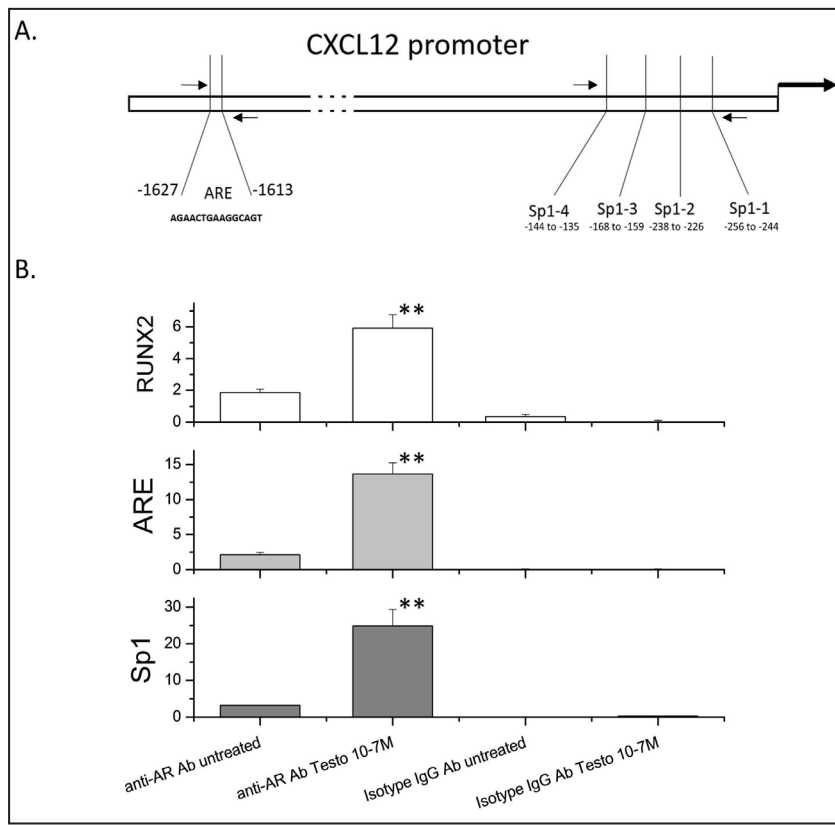 A.
CXCL12 promoter
-1627 ARE -1613
AGAACTGAAGGCAGT
Sp1-4 Sp1-3 Sp1-2 Sp1-1
-144 to -135 -168 to -159 -238 to -226 -256 to -244
B.
RUNX2
6
4
2
0
**
ARE
15
10
5
0
**
Sp1
30
20
10
0
**
anti-AR Ab untreated
anti-AR Ab Testo 10-7M
Isotype IgG Ab untreated
Isotype IgG Ab Testo 10-7M